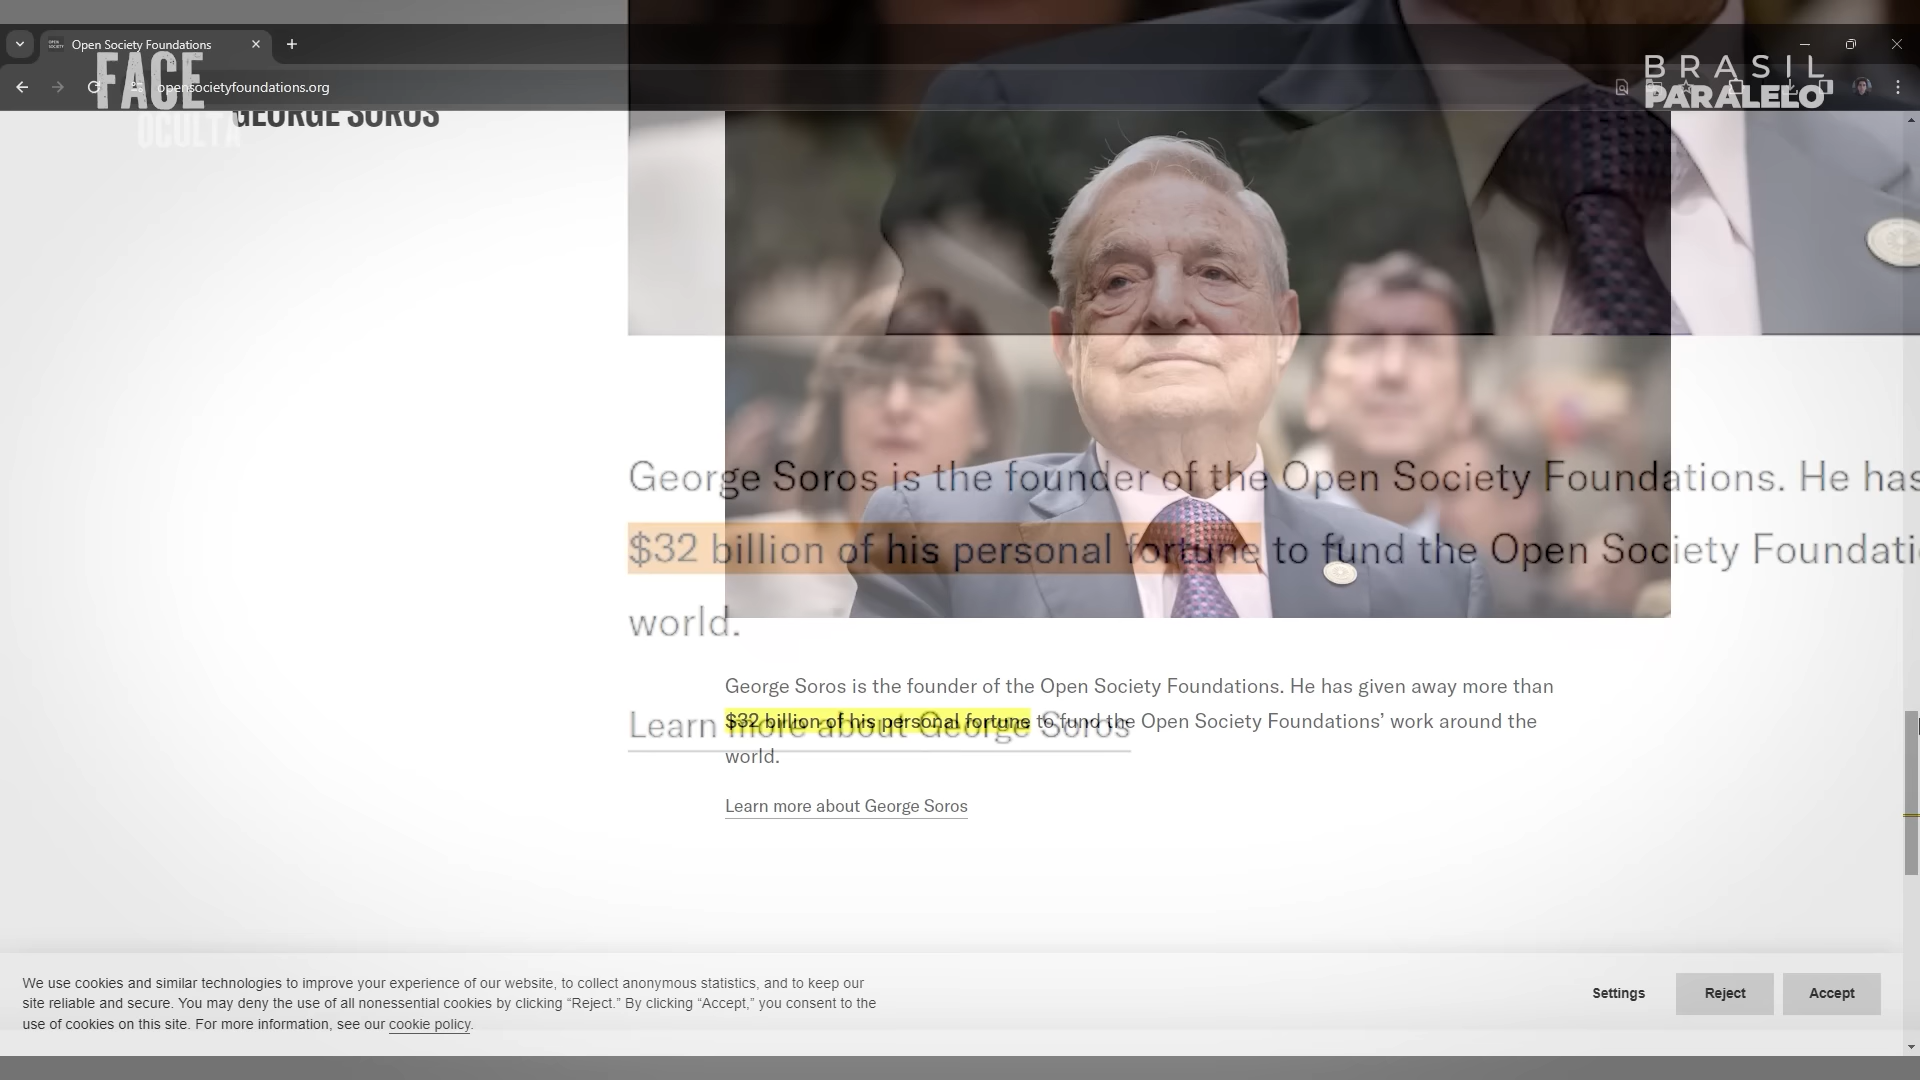 Open Society Foundations
FACE
OCULTA
opensocietyfoundations.org
BRASIL
PARALELO
GEORGE SOROS
George Soros is the founder of the Open Society Foundations. He has
$32 billion of his personal fortune to fund the Open Society Foundati
world.
Learn more about George Soros
George Soros is the founder of the Open Society Foundations. He has given away more than
$32 billion of his personal fortune to fund the Open Society Foundations’ work around the
world.
Learn more about George Soros
We use cookies and similar technologies to improve your experience of our website, to collect anonymous statistics, and to keep our
site reliable and secure. You may deny the use of all nonessential cookies by clicking “Reject.” By clicking “Accept,” you consent to the
use of cookies on this site. For more information, see our cookie policy.
Settings
Reject
Accept